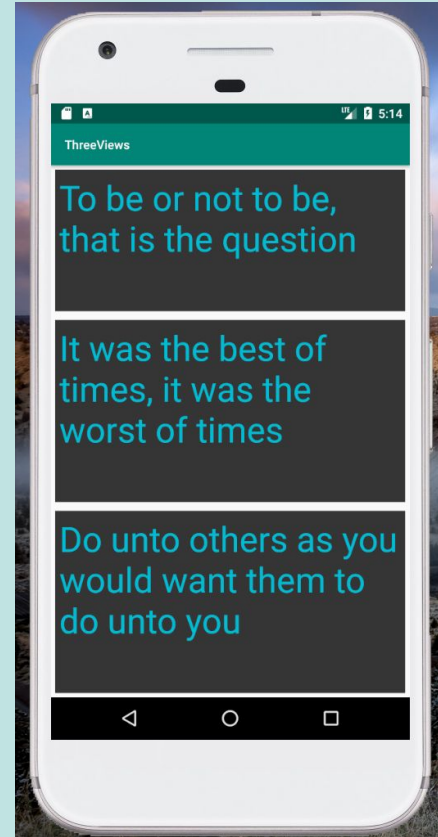 LTE 5:14
ThreeViews
To be or not to be,
that is the question
It was the best of
times, it was the
worst of times
Do unto others as you
would want them to
do unto you